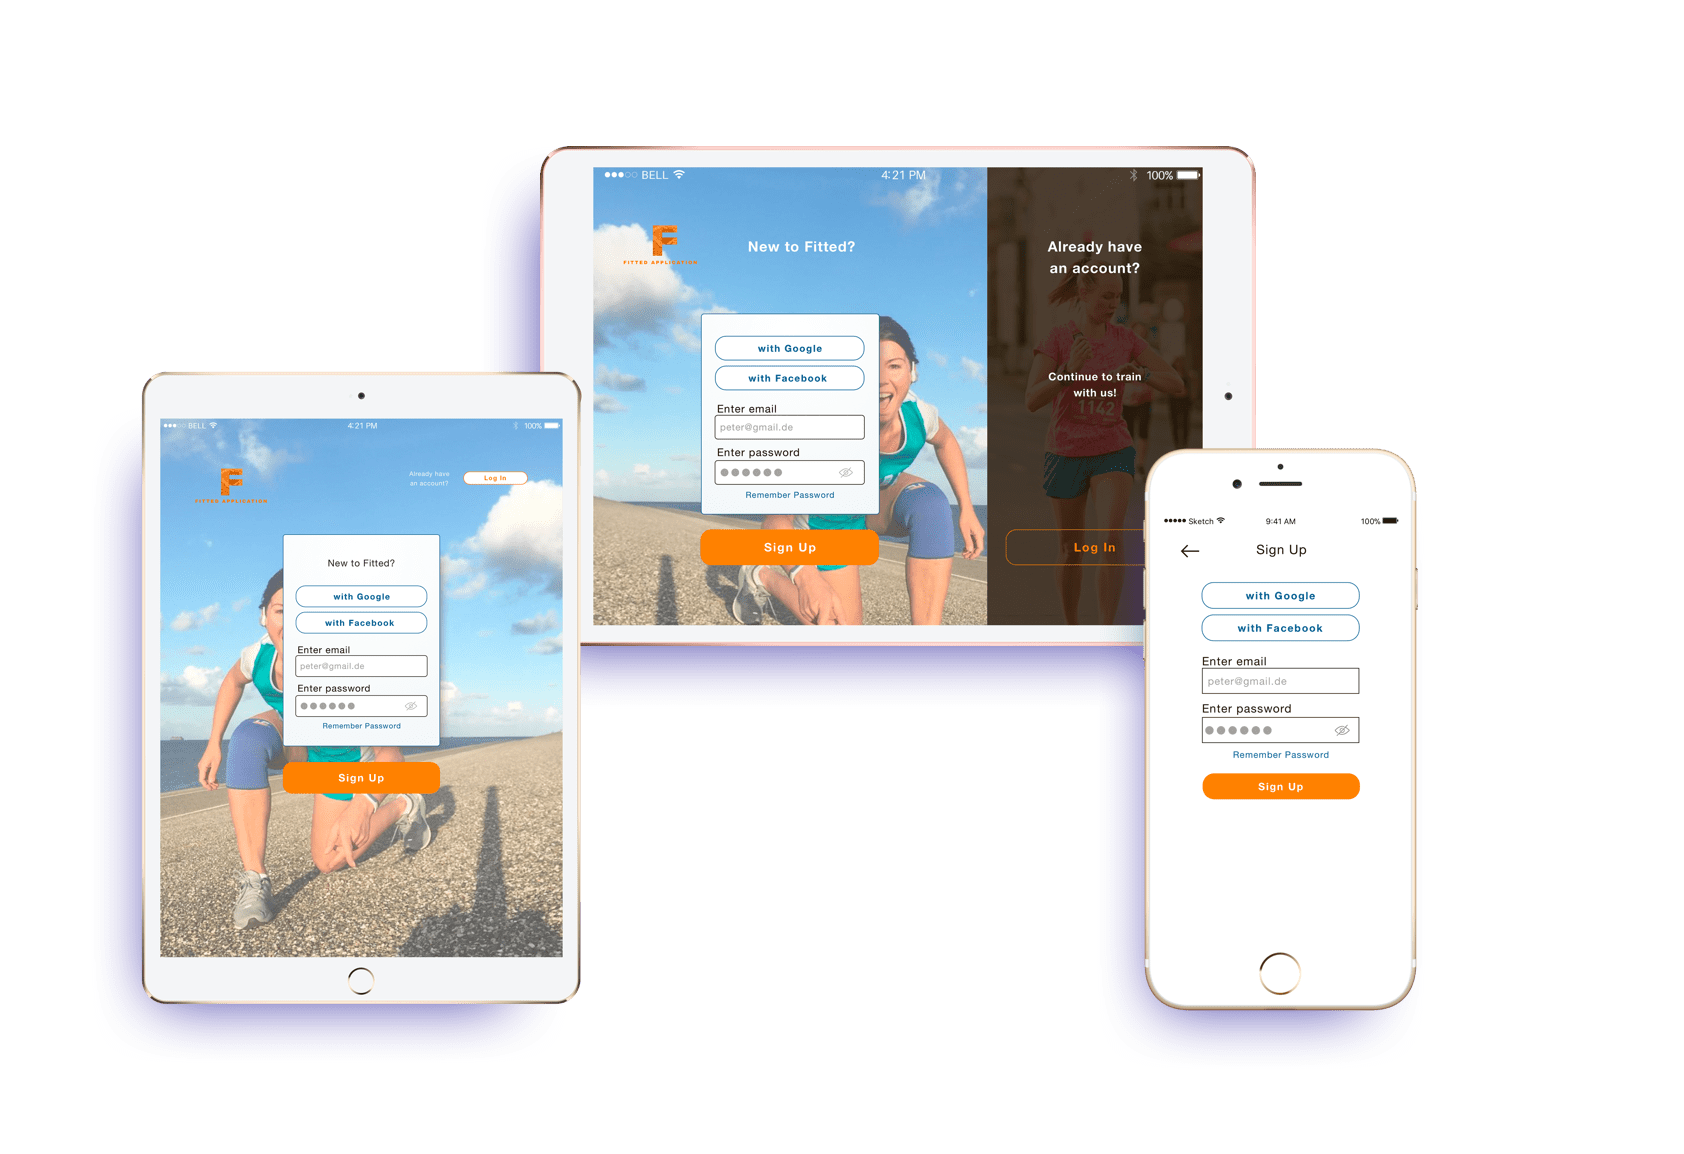 BELL
4:21 PM
100%
F
FITTED APPLICATION
New to Fitted?
with Google
with Facebook
Enter email
peter@gmail.de
Enter password
Remember Password
Sign Up
Already have
an account?
Continue to train
with us!
1142
Log In
BELL
4:21 PM
100%
F
FITTED APPLICATION
Already have
an account?
Log In
New to Fitted?
with Google
with Facebook
Enter email
peter@gmail.de
Enter password
Remember Password
Sign Up
Sketch
9:41 AM
100%
Sign Up
with Google
with Facebook
Enter email
peter@gmail.de
Enter password
Remember Password
Sign Up